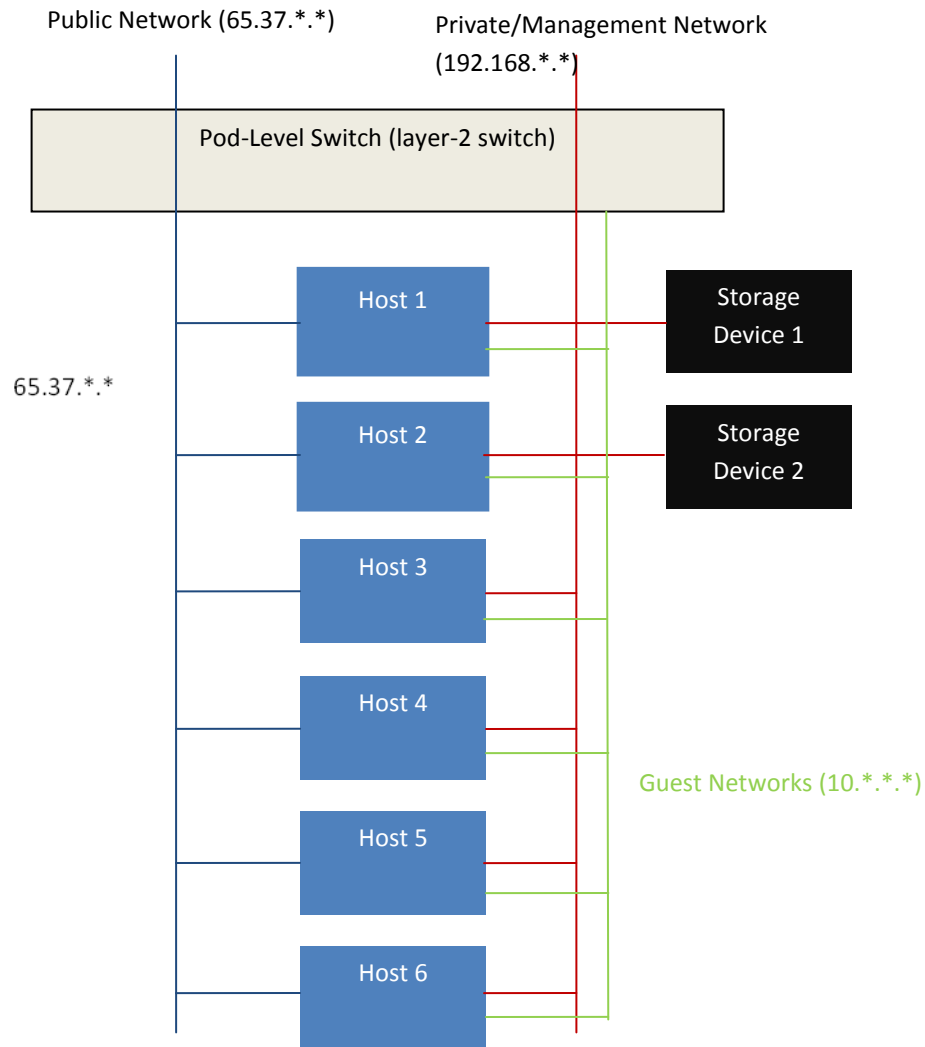 Public Network (65.37.*.*)
Private/Management Network
(192.168.*.*)
Pod-Level Switch (layer-2 switch)
Host 1
Storage
Device 1
65.37.*.*
Host 2
Storage
Device 2
Host 3
Host 4
Guest Networks (10.*.*.*)
Host 5
Host 6